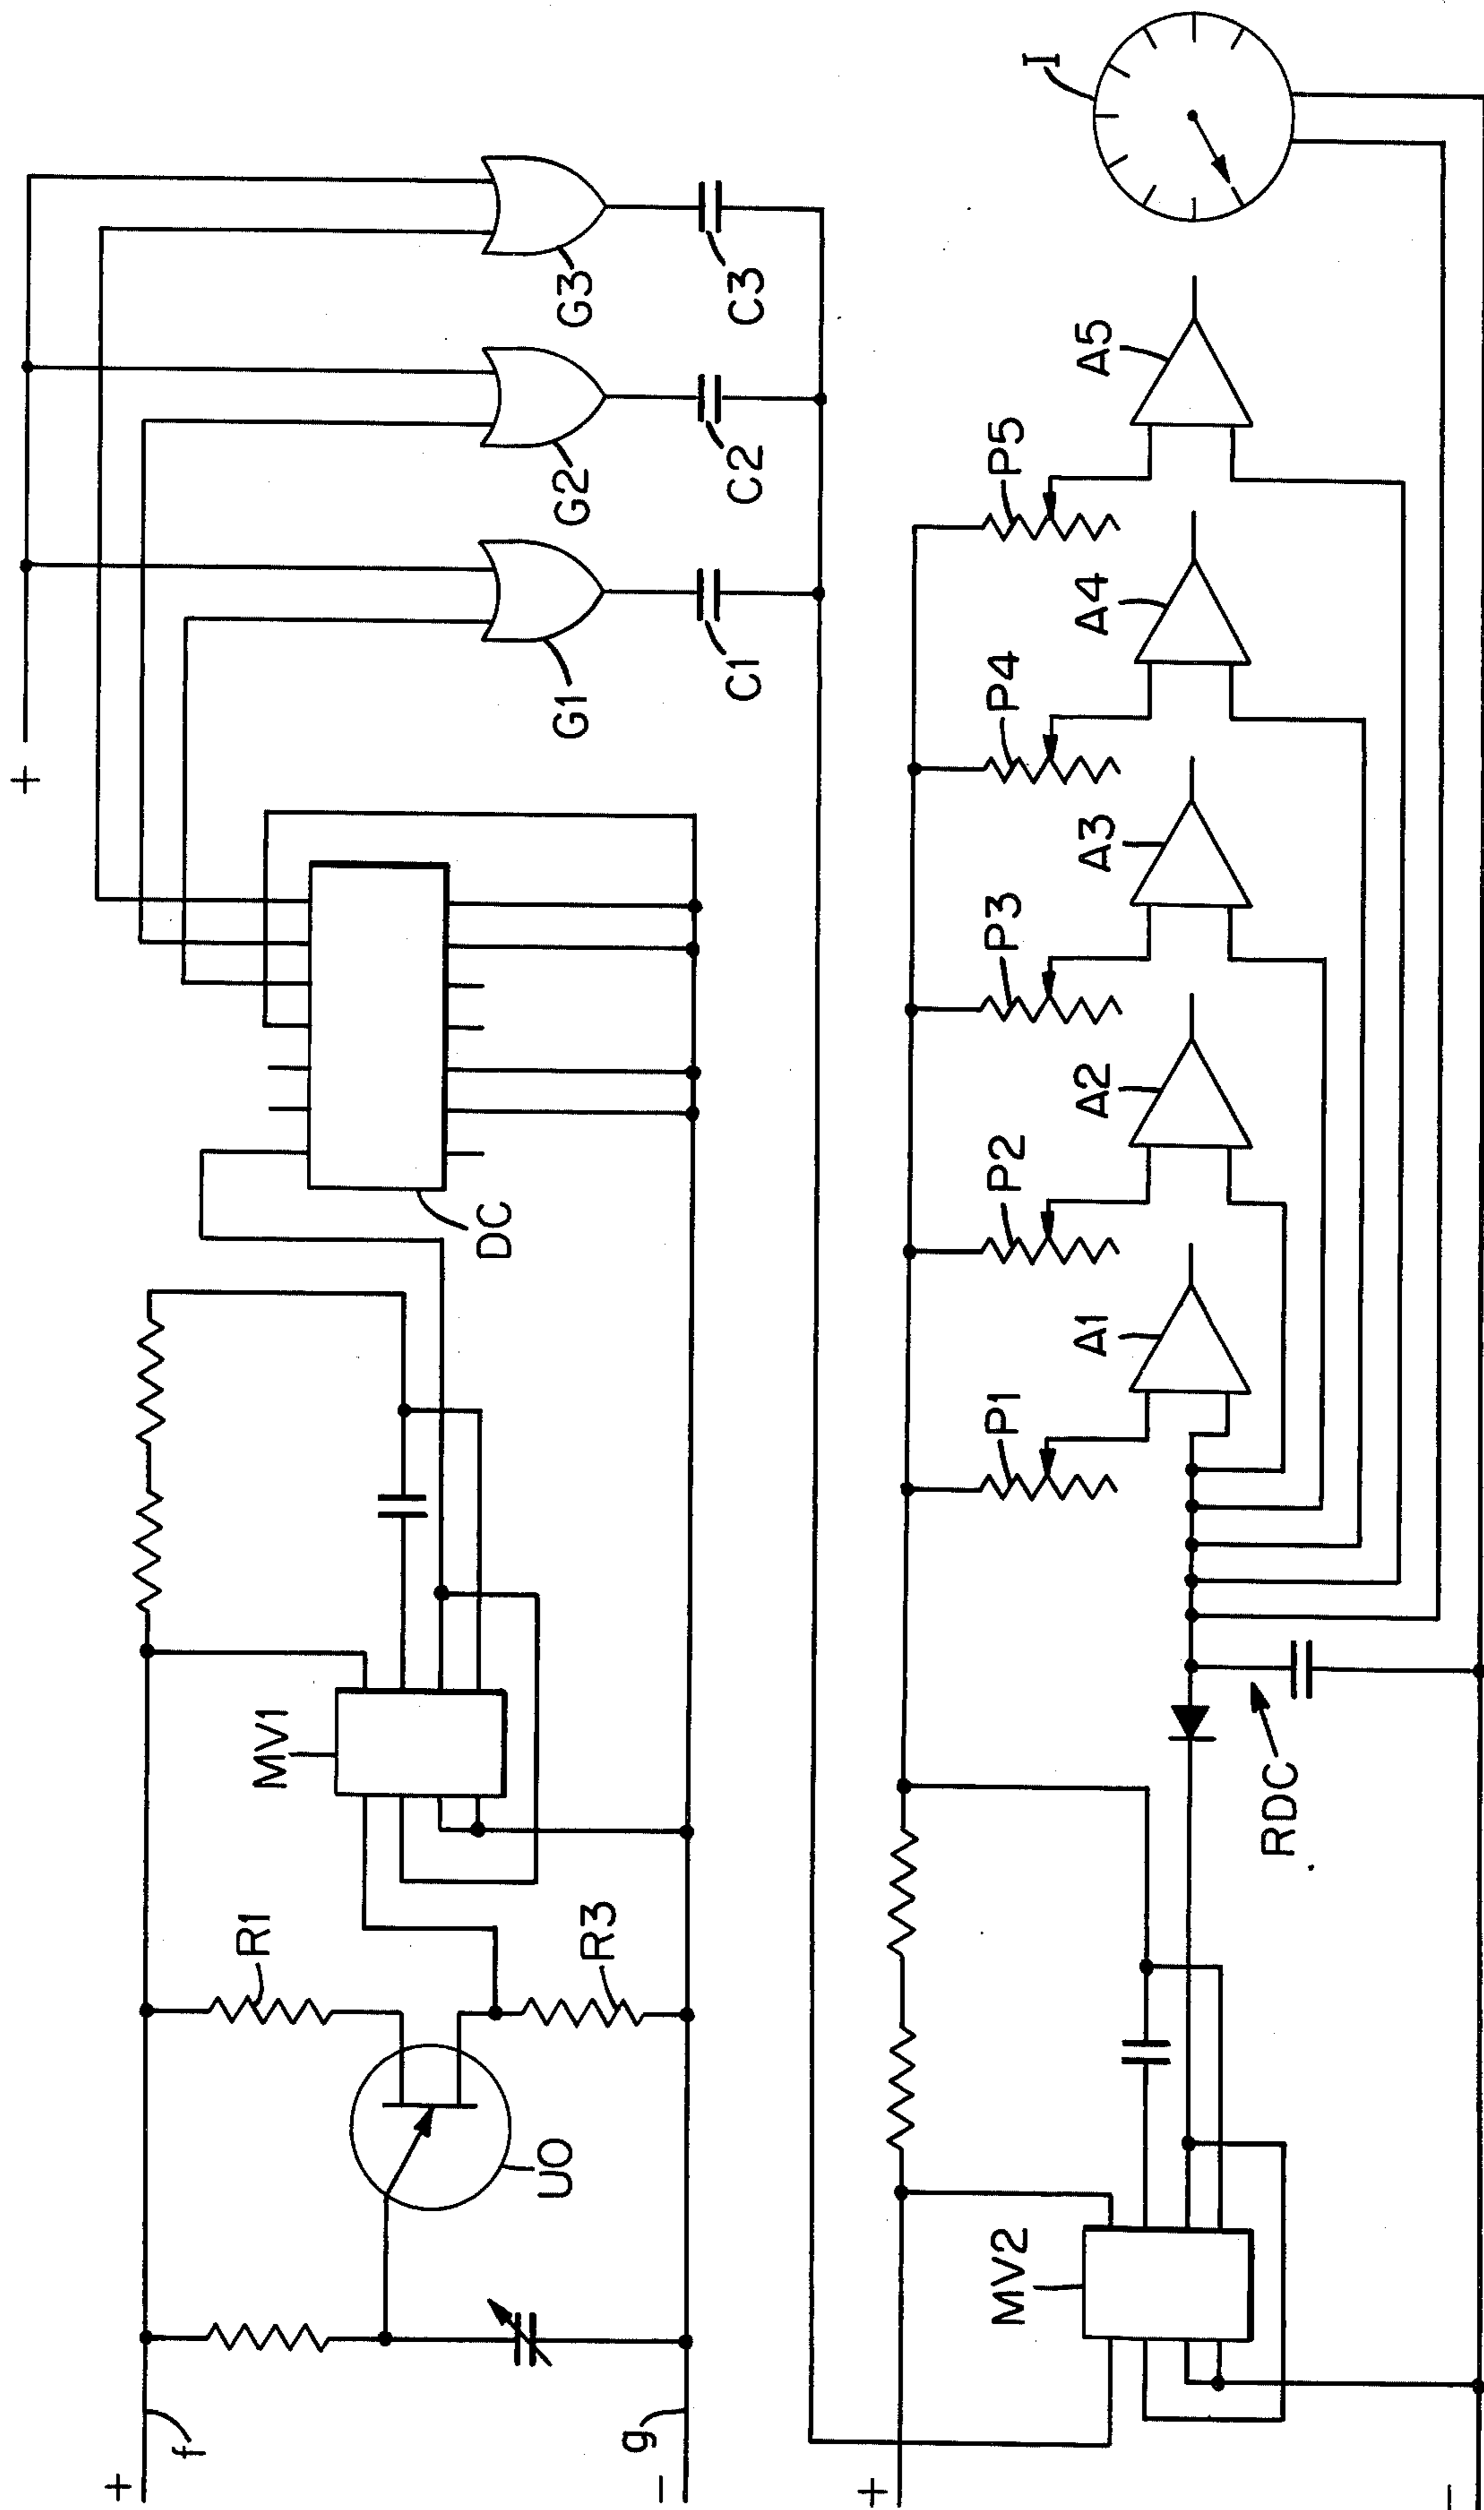 +
f
g
-
R1
R3
UO
MV1
DC
+
G1
G2
G3
C1
C2
C3
+
-
MV2
RDC
P1
P2
P3
P4
P5
A1
A2
A3
A4
A5
I